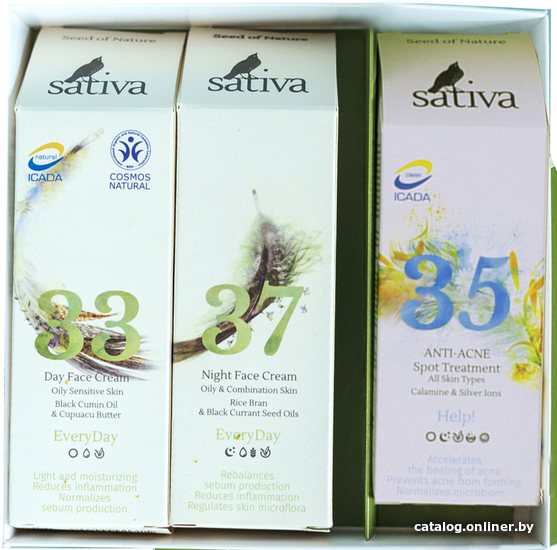 Seed of Nature
sativa
natural
ICADA
COSMOS
NATURAL
33
Day Face Cream
Oily Sensitive Skin
Black Cumin Oil
& Cupuacu Butter
EveryDay
Light and moisturizing
Reduces inflammation
Normalizes
sebum production
Seed of Nature
sativa
37
Night Face Cream
Oily & Combination Skin
Rice Bran
& Black Currant Seed Oils
EveryDay
Rebalances
sebum production
Reduces inflammation
Regulates skin microflora
Seed of Nature
sativa
clean
ICADA
35
ANTI-ACNE
Spot Treatment
All Skin Types
Calamine & Silver Ions
Help!
Accelerates
the healing of acne
Prevents acne from forming
Normalizes microbiom
catalog.onliner.by